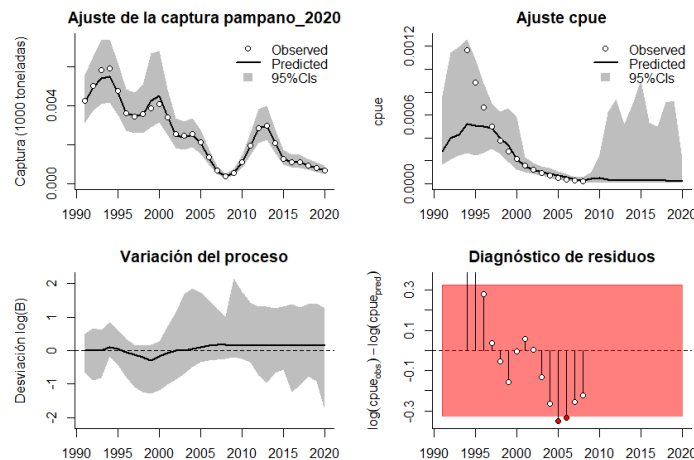 Ajuste de la captura pampano_2020
Captura (1000 toneladas)
0.000
0.004
1990 1995 2000 2005 2010 2015 2020
Observed
Predicted
95%CIs
Ajuste cpue
cpue
0.0000
0.0006
0.0012
1990 1995 2000 2005 2010 2015 2020
Observed
Predicted
95%CIs
Variación del proceso
Desviación log(B)
-2 -1 0 1 2
1990 1995 2000 2005 2010 2015 2020
Diagnóstico de residuos
log(cpue_obs) − log(cpue_pred)
-0.3
-0.1
0.1
0.3
1990 1995 2000 2005 2010 2015 2020